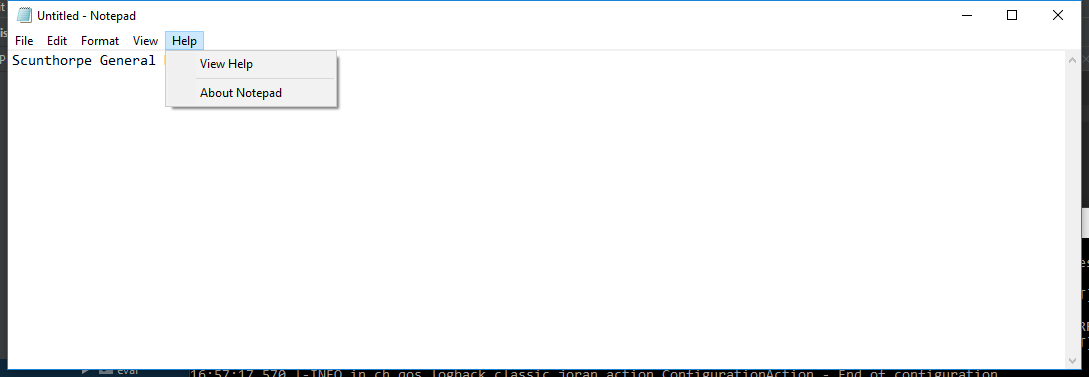 Untitled - Notepad
File Edit Format View Help
Scunthorpe General
View Help
About Notepad
eval
16:57:17,570 |-INFO in ch.qos.logback.classic.joran.action.ConfigurationAction - End of configuration